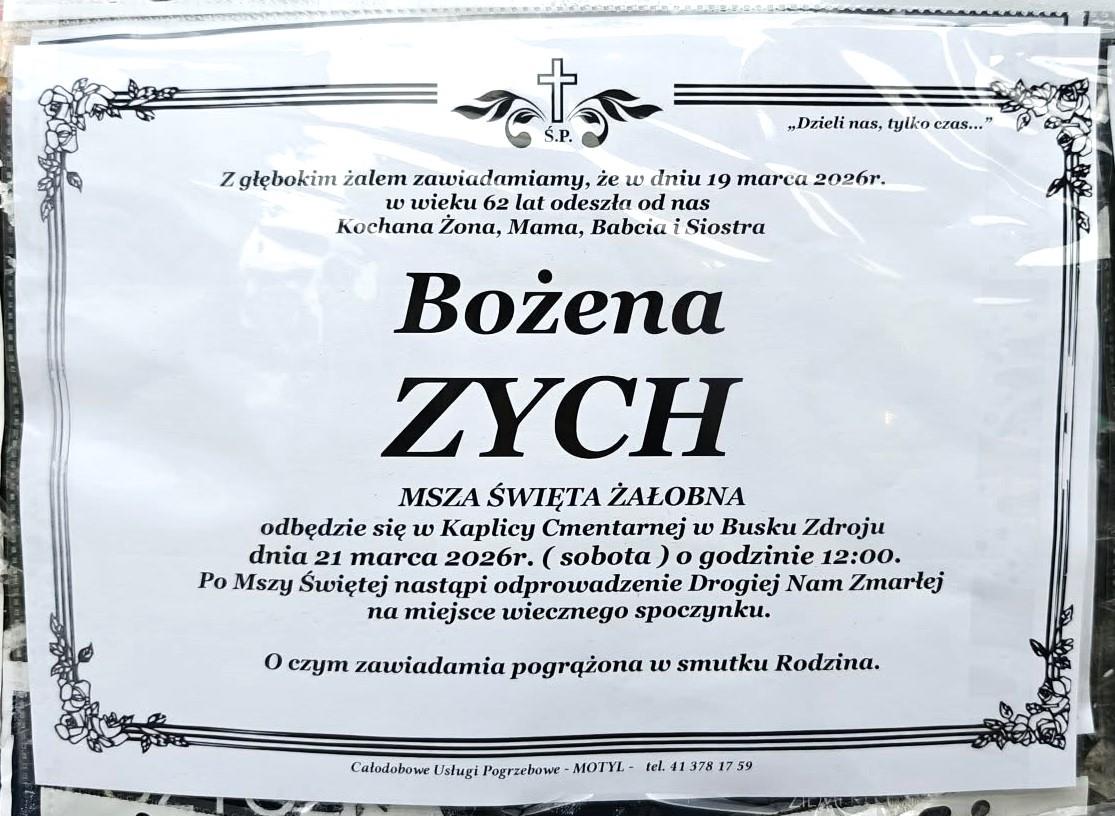 Ś.P.
„Dzieli nas, tylko czas..."
Z głębokim żalem zawiadamiamy, że w dniu 19 marca 2026r.
w wieku 62 lat odeszła od nas
Kochana Żona, Mama, Babcia i Siostra
Bożena
ZYCH
MSZA ŚWIĘTA ŻAŁOBNA
odbędzie się w Kaplicy Cmentarnej w Busku Zdroju
dnia 21 marca 2026r. ( sobota ) o godzinie 12:00.
Po Mszy Świętej nastąpi odprowadzenie Drogiej Nam Zmarłej
na miejsce wiecznego spoczynku.
O czym zawiadamia pogrążona w smutku Rodzina.
Całodobowe Usługi Pogrzebowe - MOTYL - tel. 41 378 17 59